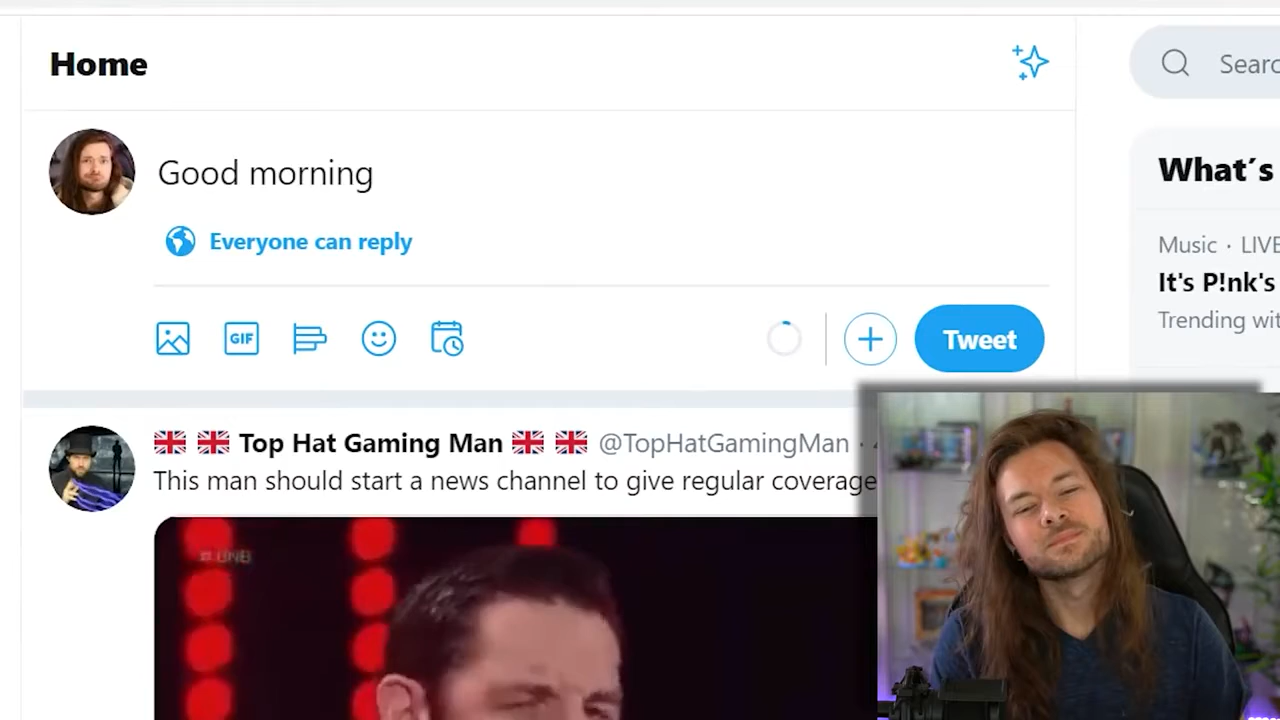 Home
Searc
Good morning
What´s
Everyone can reply
Music · LIVE
It's P!nk's
Trending wit
GIF
Tweet
Top Hat Gaming Man @TopHatGamingMan ·
This man should start a news channel to give regular coverage